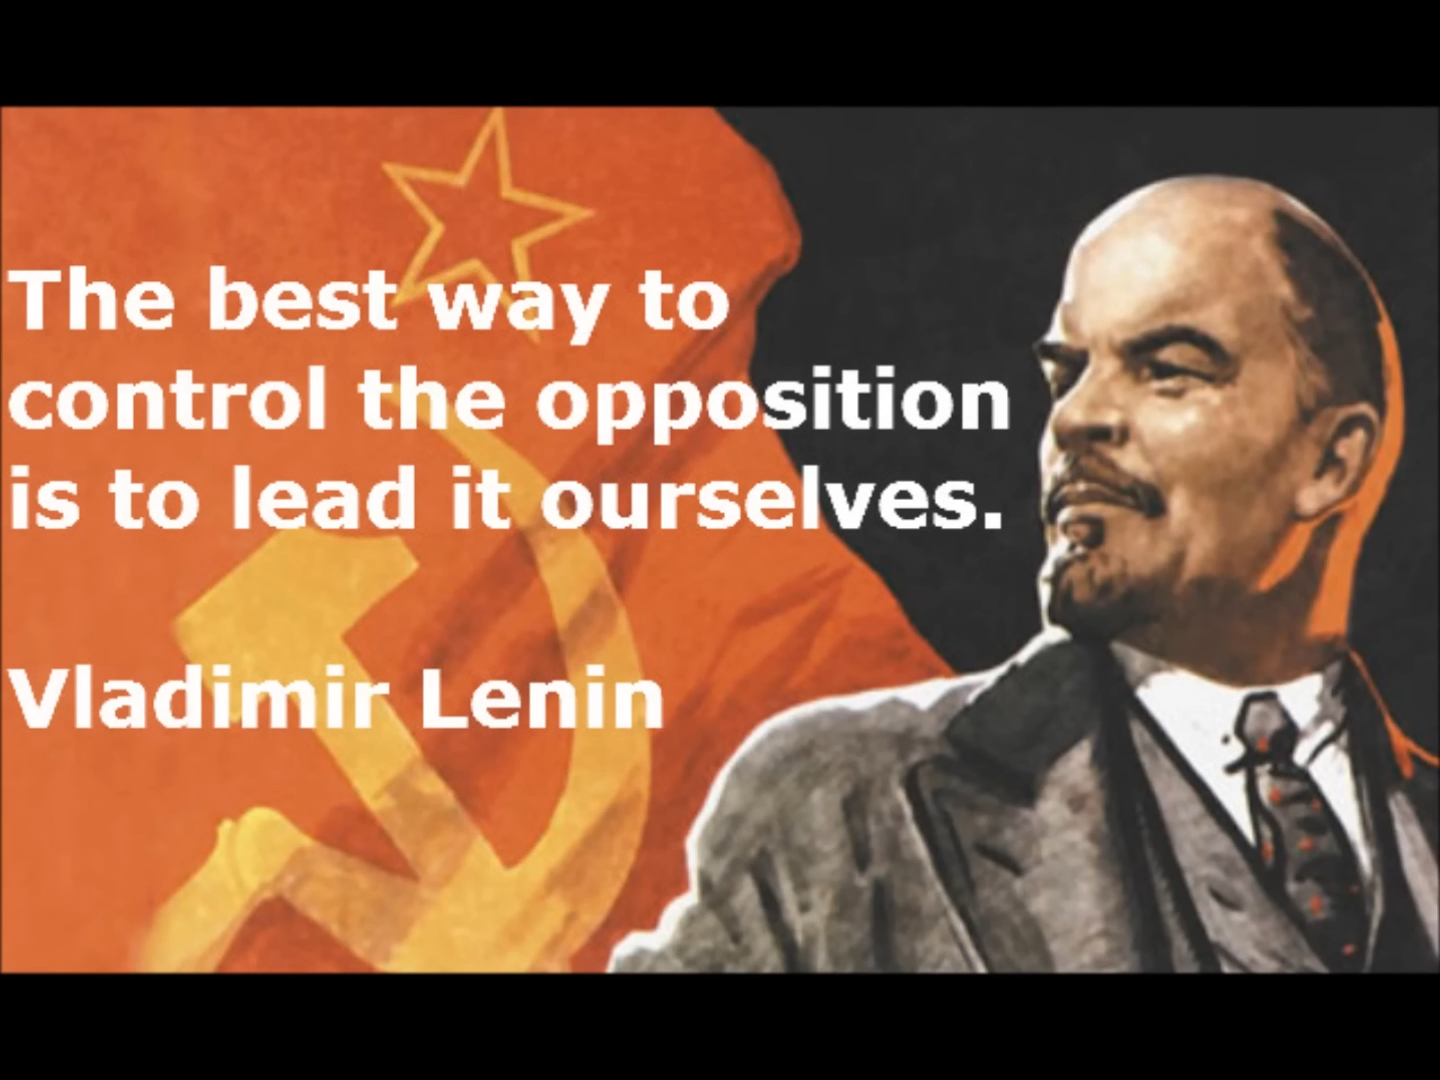 The best way to
control the opposition
is to lead it ourselves.
Vladimir Lenin